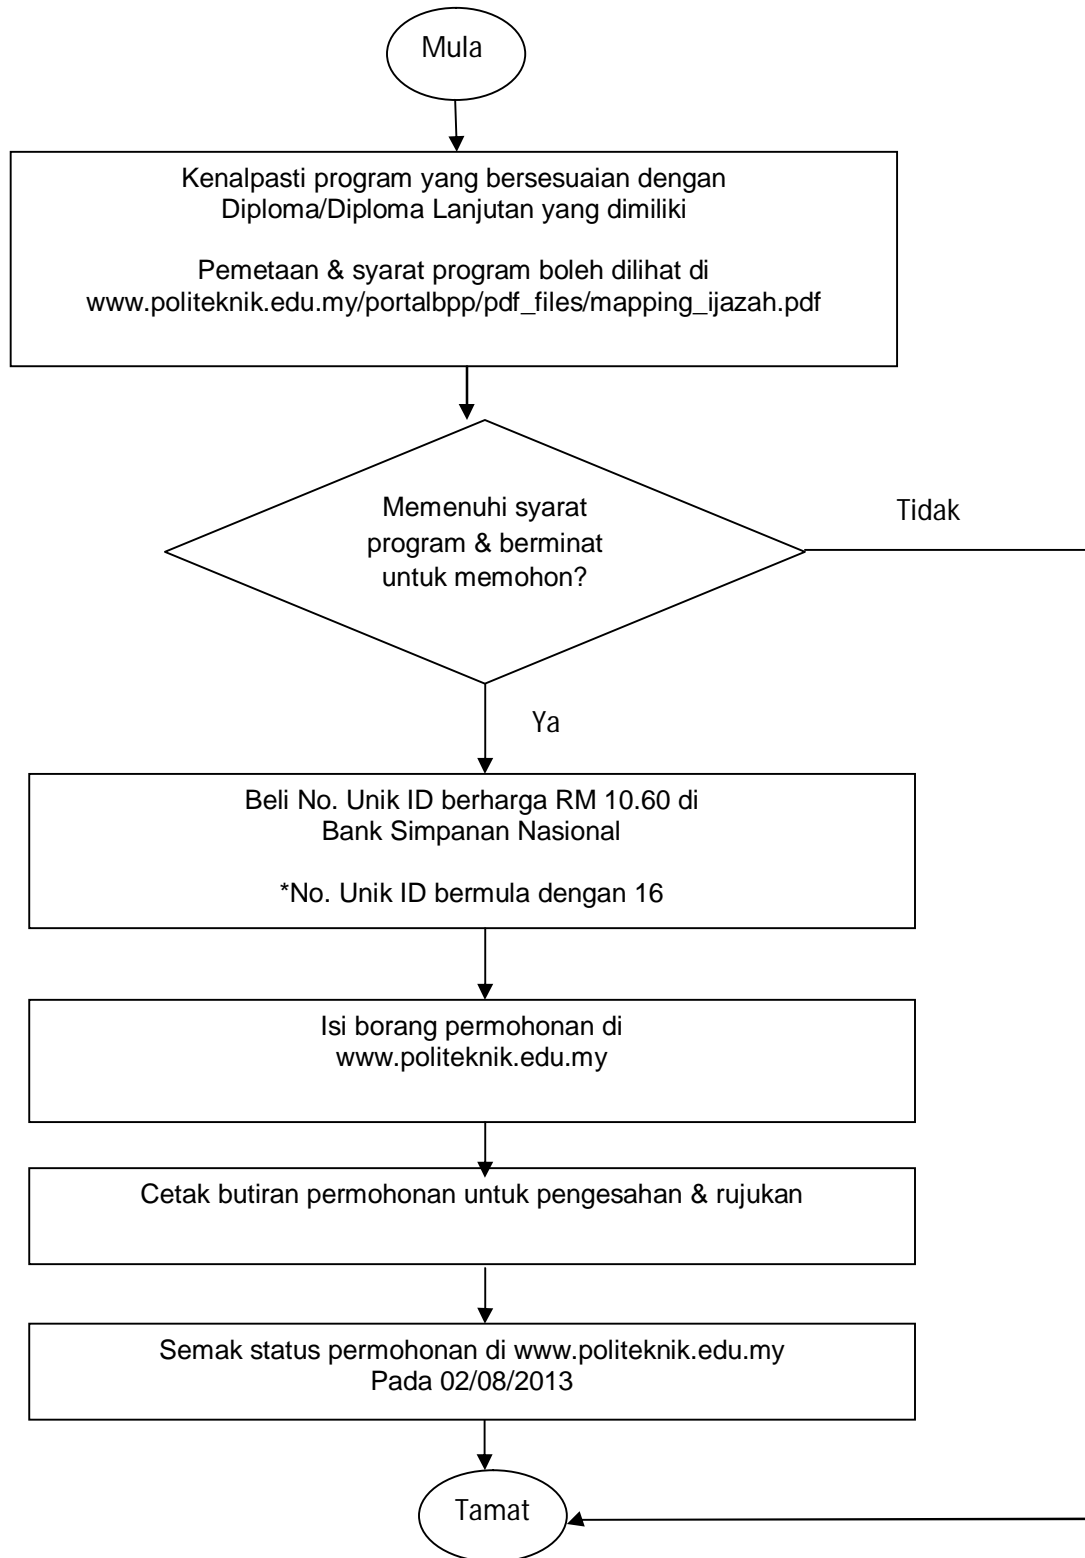 Mula
Kenalpasti program yang bersesuaian dengan
Diploma/Diploma Lanjutan yang dimiliki
Pemetaan & syarat program boleh dilihat di
www.politeknik.edu.my/portalbpp/pdf_files/mapping_ijazah.pdf
Memenuhi syarat
program & berminat
untuk memohon?
Tidak
Ya
Beli No. Unik ID berharga RM 10.60 di
Bank Simpanan Nasional
*No. Unik ID bermula dengan 16
Isi borang permohonan di
www.politeknik.edu.my
Cetak butiran permohonan untuk pengesahan & rujukan
Semak status permohonan di www.politeknik.edu.my
Pada 02/08/2013
Tamat